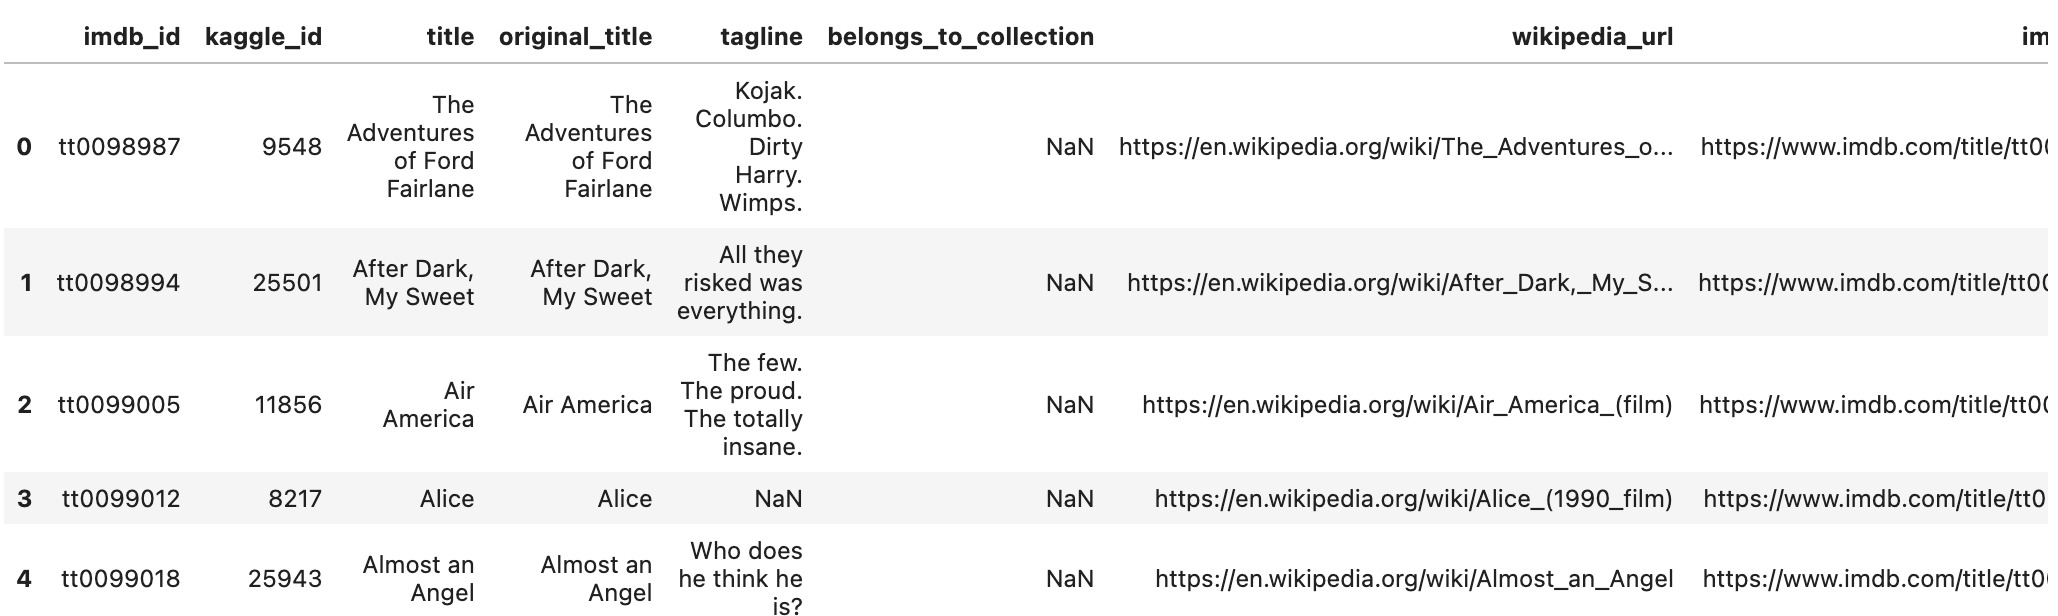 imdb_id kaggle_id title original_title tagline belongs_to_collection wikipedia_url im
0 tt0098987 9548 The Adventures of Ford Fairlane The Adventures of Ford Fairlane Kojak. Columbo. Dirty Harry. Wimps. NaN https://en.wikipedia.org/wiki/The_Adventures_o... https://www.imdb.com/title/tt00
1 tt0098994 25501 After Dark, My Sweet After Dark, My Sweet All they risked was everything. NaN https://en.wikipedia.org/wiki/After_Dark,_My_S... https://www.imdb.com/title/tt00
2 tt0099005 11856 Air America Air America The few. The proud. The totally insane. NaN https://en.wikipedia.org/wiki/Air_America_(film) https://www.imdb.com/title/tt00
3 tt0099012 8217 Alice Alice NaN NaN https://en.wikipedia.org/wiki/Alice_(1990_film) https://www.imdb.com/title/tt0
4 tt0099018 25943 Almost an Angel Almost an Angel Who does he think he is? NaN https://en.wikipedia.org/wiki/Almost_an_Angel https://www.imdb.com/title/tt00